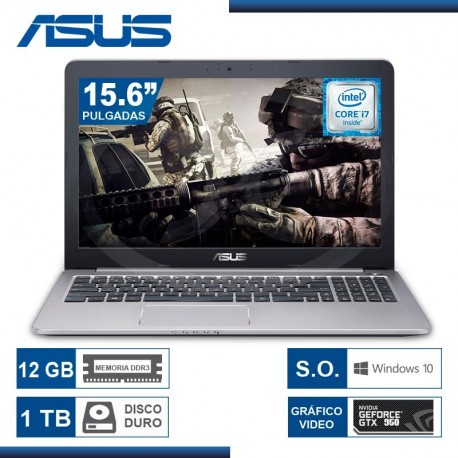 ASUS
15.6”
PULGADAS
intel
CORE i7
inside™
ASUS
12 GB
MEMORIA DDR3
S.O.
Windows 10
1 TB
DISCO
DURO
GRÁFICO
VIDEO
NVIDIA
GEFORCE
GTX 950